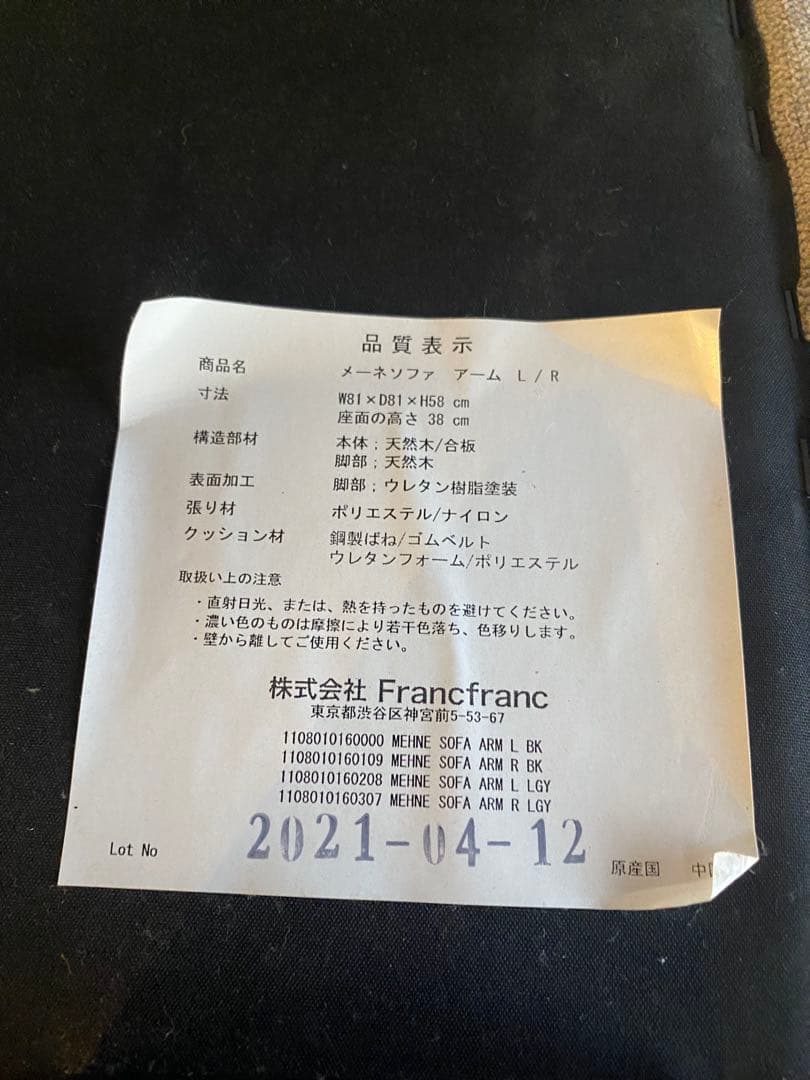 品質表示
商品名 メーネソファ アーム L / R
寸法 W81×D81×H58 cm
座面の高さ 38 cm
構造部材 本体；天然木/合板
脚部；天然木
表面加工 脚部；ウレタン樹脂塗装
張り材 ポリエステル/ナイロン
クッション材 鋼製ばね/ゴムベルト
ウレタンフォーム/ポリエステル
取扱い上の注意
・直射日光、または、熱を持ったものを避けてください。
・濃い色のものは摩擦により若干色落ち、色移りします。
・壁から離してご使用ください。
株式会社 Francfranc
東京都渋谷区神宮前5-53-67
1108010160000 MEHNE SOFA ARM L BK
1108010160109 MEHNE SOFA ARM R BK
1108010160208 MEHNE SOFA ARM L LGY
1108010160307 MEHNE SOFA ARM R LGY
Lot No 2021-04-12
原産国 中